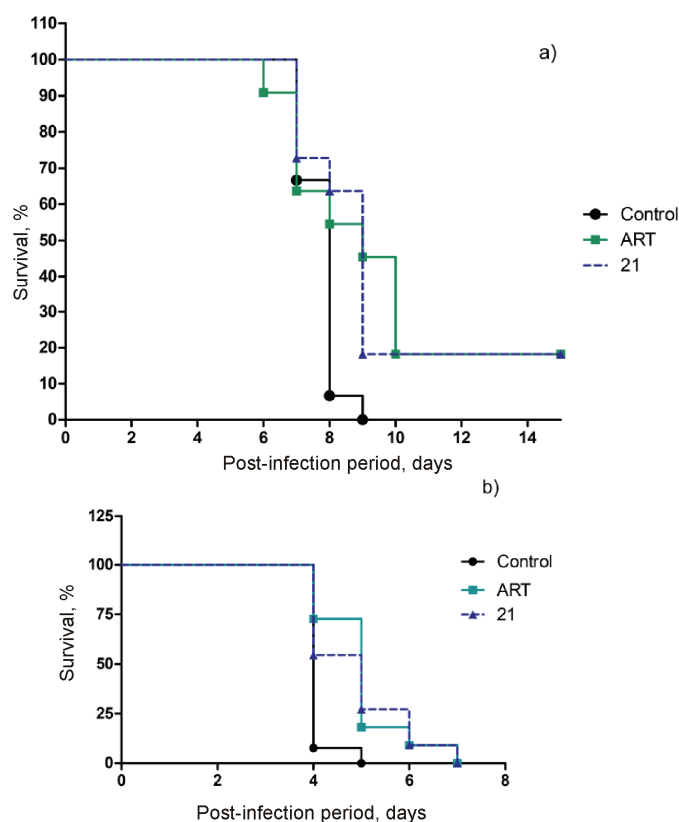 a)
110
100
90
80
70
60
50
40
30
20
10
0
Survival, %
0 2 4 6 8 10 12 14
Post-infection period, days
Control
ART
21
b)
125
100
75
50
25
0
Survival, %
0 2 4 6 8
Post-infection period, days
Control
ART
21